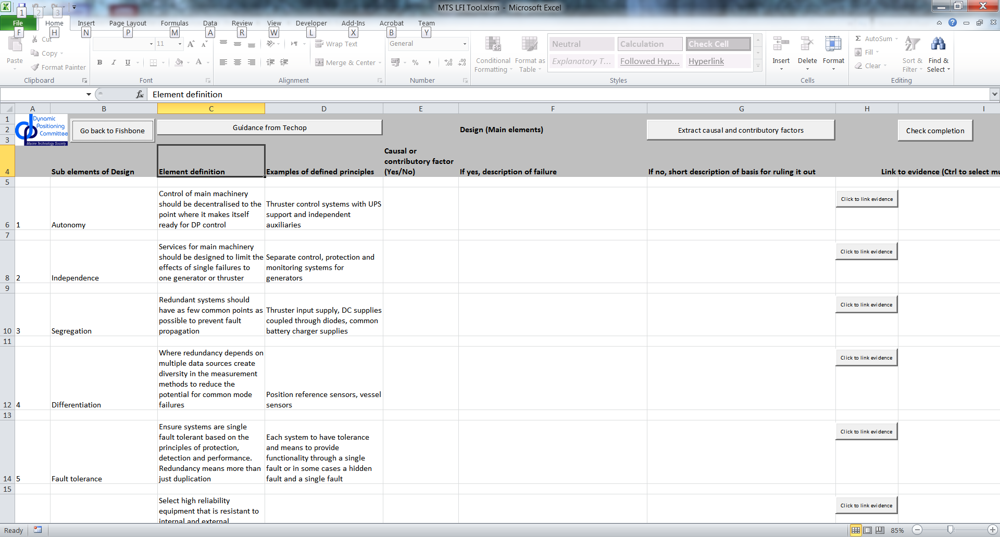 1 2 3
MTS LFI Tool.xlsm - Microsoft Excel
File Home Insert Page Layout Formulas Data Review View Developer Add-Ins Acrobat Team
F H N P M A R W L X B Y
Paste
Cut
Copy
Format Painter
Clipboard
11
B I U
Font
Wrap Text
Merge & Center
Alignment
General
Number
Conditional
Formatting
Format as
Table
Neutral Calculation Check Cell
Explanatory T... Followed Hyp... Hyperlink
Styles
Insert Delete Format
Cells
AutoSum
Fill
Clear
Sort &
Filter
Find &
Select
Editing
fx Element definition
A B C D E F G H I
1
2
3
Dynamic
Positioning
Committee
Marine Technology Society
Go back to Fishbone
Guidance from Techop
Design (Main elements)
Extract causal and contributory factors
Check completion
4
Sub elements of Design
Element definition
Examples of defined principles
Causal or
contributory factor
(Yes/No)
If yes, description of failure
If no, short description of basis for ruling it out
Link to evidence (Ctrl to select mu
5
6
1
Autonomy
Control of main machinery
should be decentralised to the
point where it makes itself
ready for DP control
Thruster control systems with UPS
support and independent
auxiliaries
Click to link evidence
7
8
2
Independence
Services for main machinery
should be designed to limit the
effects of single failures to
one generator or thruster
Separate control, protection and
monitoring systems for
generators
Click to link evidence
9
10
3
Segregation
Redundant systems should
have as few common points as
possible to prevent fault
propagation
Thruster input supply, DC supplies
coupled through diodes, common
battery charger supplies
Click to link evidence
11
12
4
Differentiation
Where redundancy depends on
multiple data sources create
diversity in the measurement
methods to reduce the
potential for common mode
failures
Position reference sensors, vessel
sensors
Click to link evidence
13
14
5
Fault tolerance
Ensure systems are single
fault tolerant based on the
principles of protection,
detection and performance.
Redundancy means more than
just duplication
Each system to have tolerance
and means to provide
functionality through a single
fault or in some cases a hidden
fault and a single fault
Click to link evidence
15
Select high reliability
equipment that is resistant to
internal and external
Click to link evidence
Ready
85%